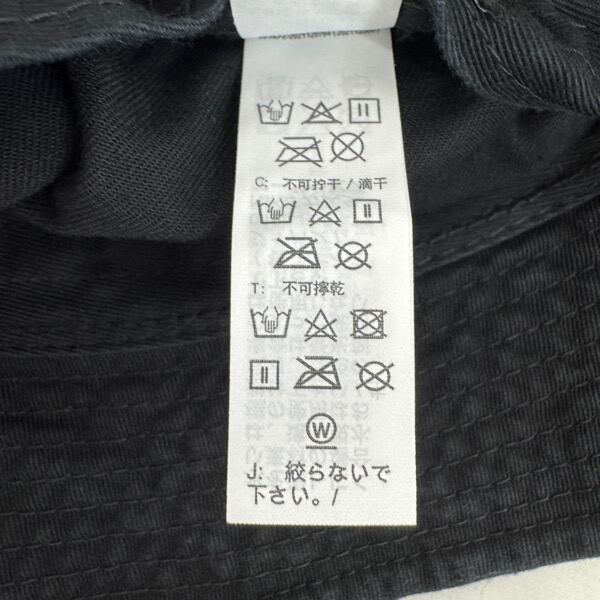 C: 不可拧干 / 滴干
T: 不可擰乾
W
J: 絞らないで
下さい。/